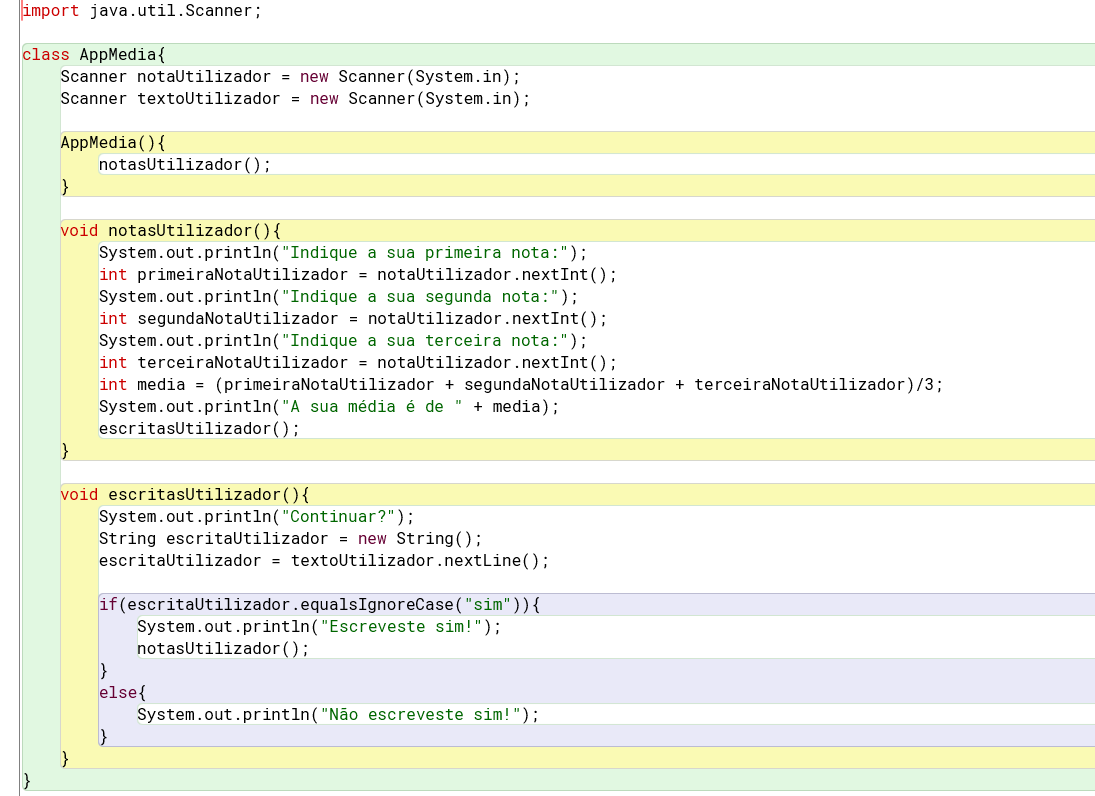 import java.util.Scanner;
class AppMedia{
Scanner notaUtilizador = new Scanner(System.in);
Scanner textoUtilizador = new Scanner(System.in);
AppMedia(){
notasUtilizador();
}
void notasUtilizador(){
System.out.println("Indique a sua primeira nota:");
int primeiraNotaUtilizador = notaUtilizador.nextInt();
System.out.println("Indique a sua segunda nota:");
int segundaNotaUtilizador = notaUtilizador.nextInt();
System.out.println("Indique a sua terceira nota:");
int terceiraNotaUtilizador = notaUtilizador.nextInt();
int media = (primeiraNotaUtilizador + segundaNotaUtilizador + terceiraNotaUtilizador)/3;
System.out.println("A sua média é de " + media);
escritasUtilizador();
}
void escritasUtilizador(){
System.out.println("Continuar?");
String escritaUtilizador = new String();
escritaUtilizador = textoUtilizador.nextLine();
if(escritaUtilizador.equalsIgnoreCase("sim")){
System.out.println("Escreveste sim!");
notasUtilizador();
}
else{
System.out.println("Não escreveste sim!");
}
}
}